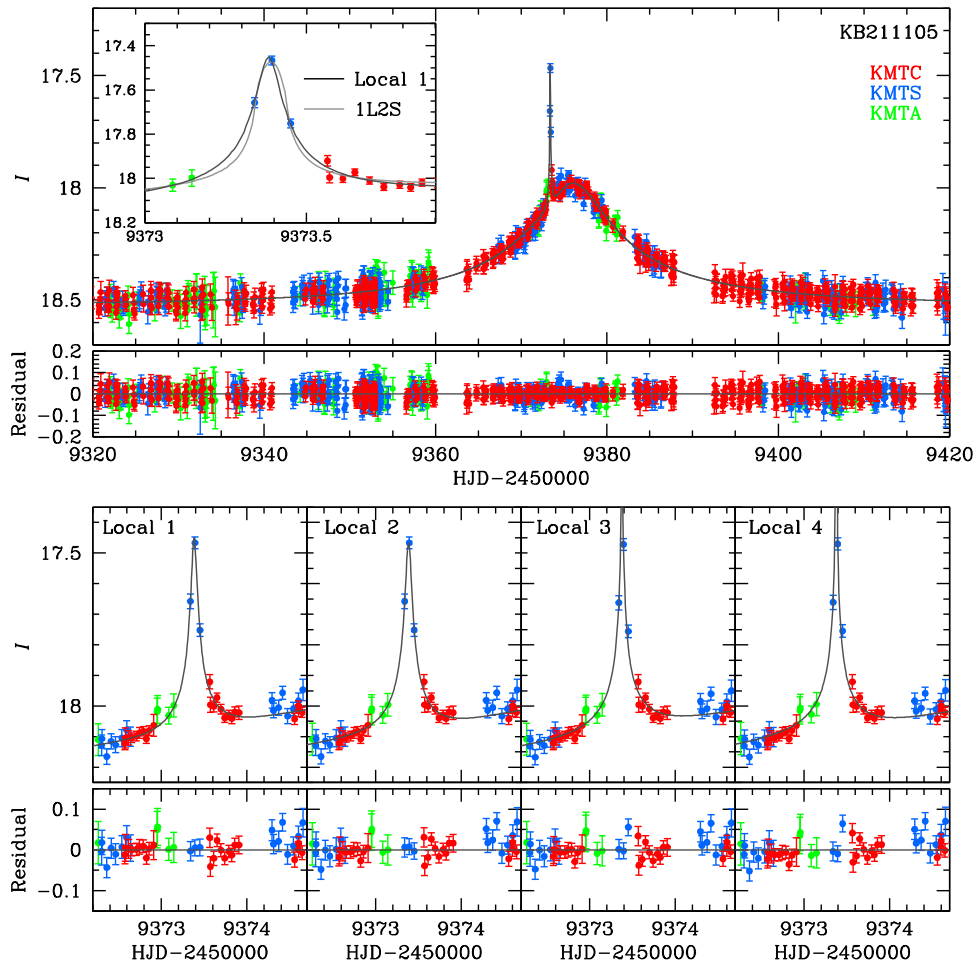 KB211105
KMTC
KMTS
KMTA
Local 1
1L2S
17.4
17.6
17.8
18
18.2
9373
9373.5
17.5
18
18.5
I
0.2
0.1
0
−0.1
−0.2
Residual
9320
9340
9360
9380
9400
9420
HJD−2450000
Local 1
Local 2
Local 3
Local 4
17.5
18
I
0.1
0
−0.1
Residual
9373 9374
9373 9374
9373 9374
9373 9374
HJD−2450000
HJD−2450000
HJD−2450000
HJD−2450000